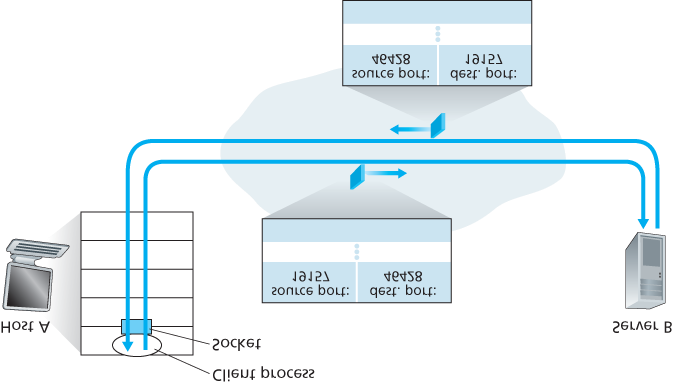 Client process
Socket
Host A
Server B
source port:
19157
dest. port:
46428
source port:
46428
dest. port:
19157